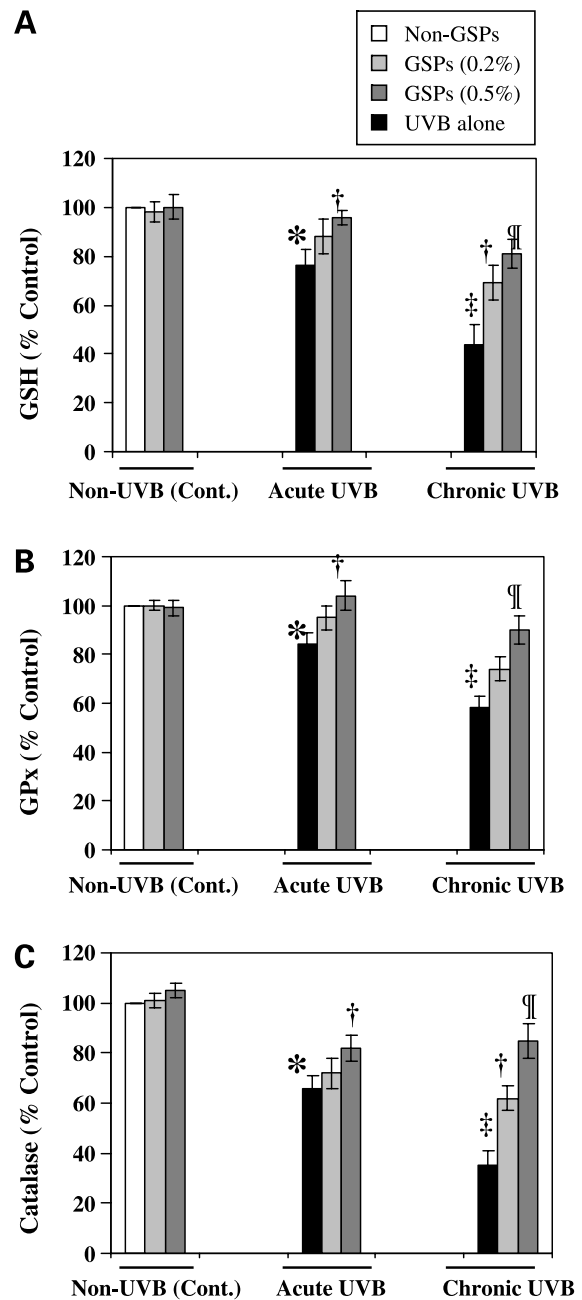 A
Non-GSPs
GSPs (0.2%)
GSPs (0.5%)
UVB alone
GSH (% Control)
120
100
80
60
40
20
0
*
†
‡
†
¶
Non-UVB (Cont.) Acute UVB Chronic UVB
B
GPx (% Control)
120
100
80
60
40
20
0
*
†
‡
¶
Non-UVB (Cont.) Acute UVB Chronic UVB
C
Catalase (% Control)
120
100
80
60
40
20
0
*
†
‡
†
¶
Non-UVB (Cont.) Acute UVB Chronic UVB